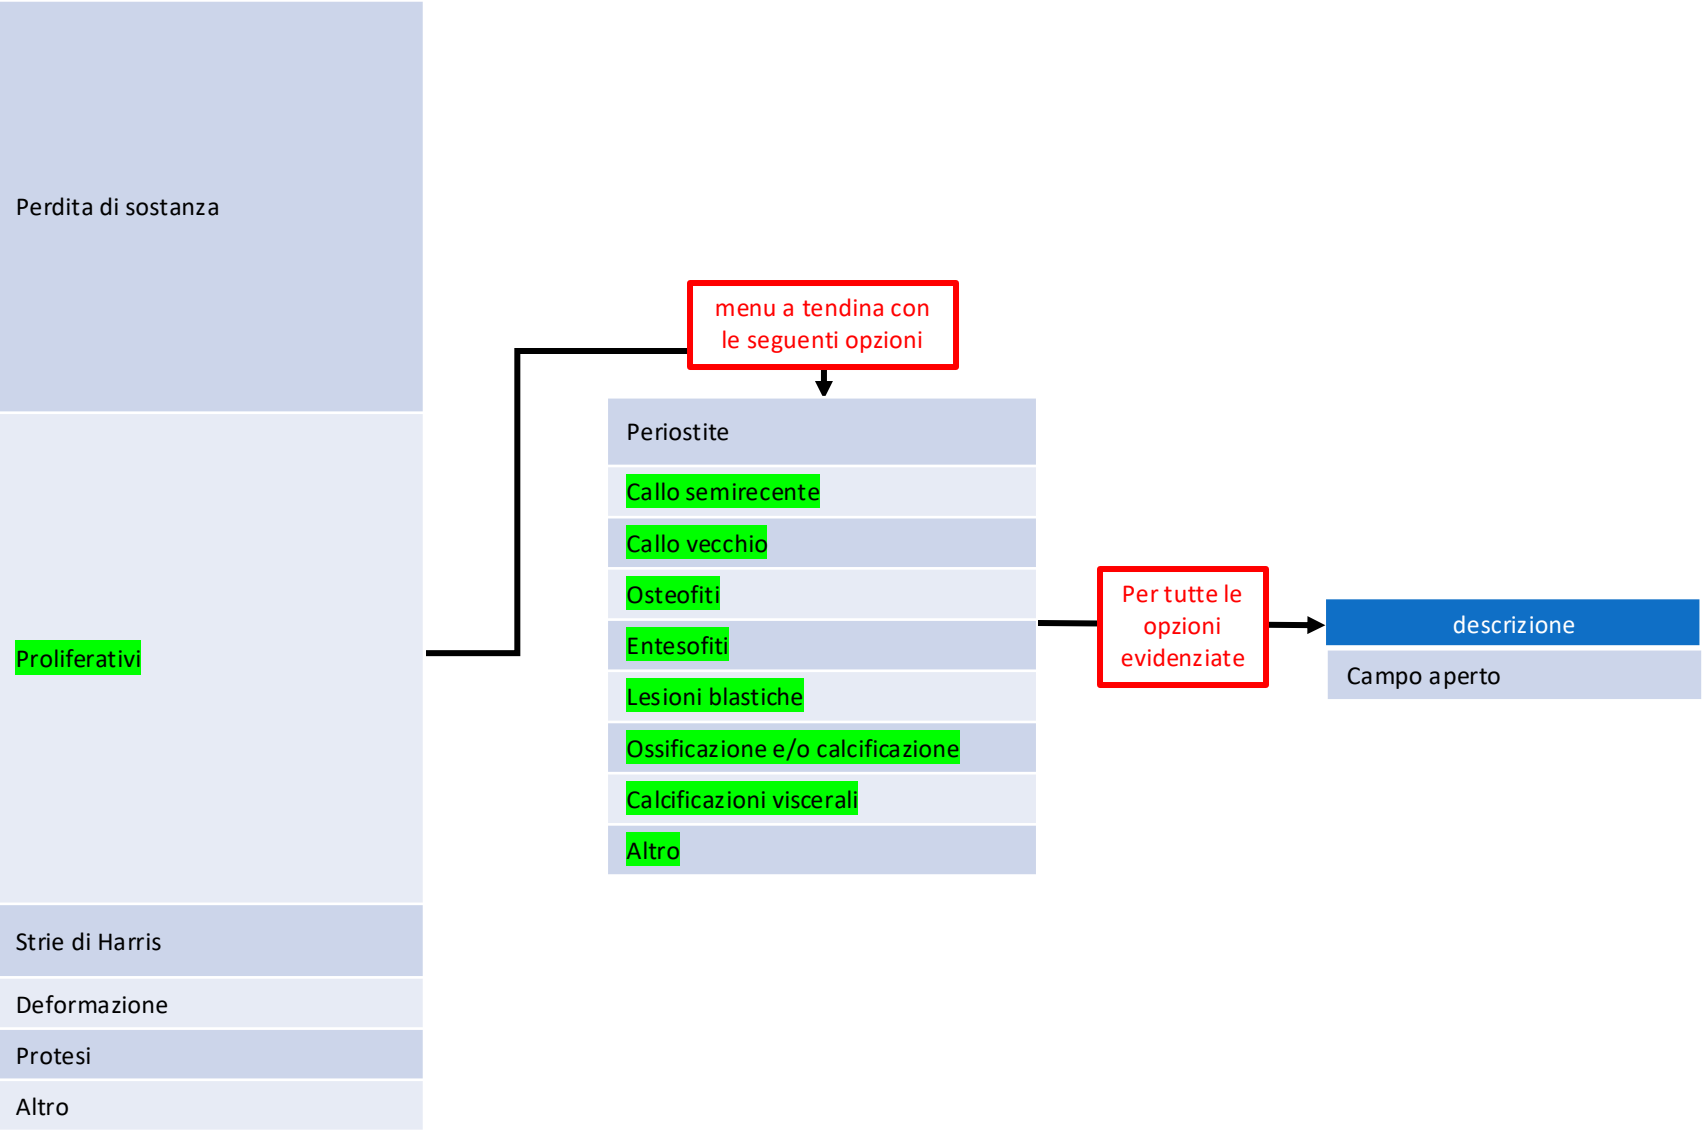 Perdita di sostanza
Proliferativi
Strie di Harris
Deformazione
Protesi
Altro
menu a tendina con
le seguenti opzioni
Periostite
Callo semirecente
Callo vecchio
Osteofiti
Entesofiti
Lesioni blastiche
Ossificazione e/o calcificazione
Calcificazioni viscerali
Altro
Per tutte le
opzioni
evidenziate
descrizione
Campo aperto